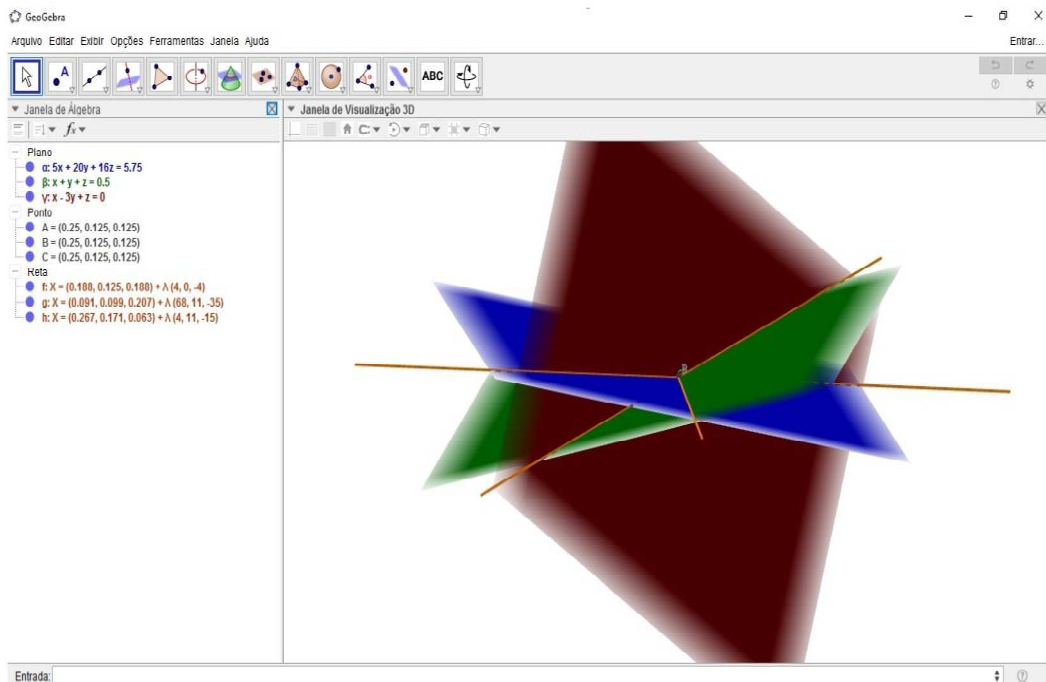 GeoGebra
Arquivo Editar Exibir Opções Ferramentas Janela Ajuda
Entrar...
A
ABC
Janela de Álgebra
Janela de Visualização 3D
fx
Plano
α: 5x + 20y + 16z = 5.75
β: x + y + z = 0.5
γ: x - 3y + z = 0
Ponto
A = (0.25, 0.125, 0.125)
B = (0.25, 0.125, 0.125)
C = (0.25, 0.125, 0.125)
Reta
f: X = (0.188, 0.125, 0.188) + λ (4, 0, -4)
g: X = (0.091, 0.099, 0.207) + λ (68, 11, -35)
h: X = (0.267, 0.171, 0.063) + λ (4, 11, -15)
Entrada: